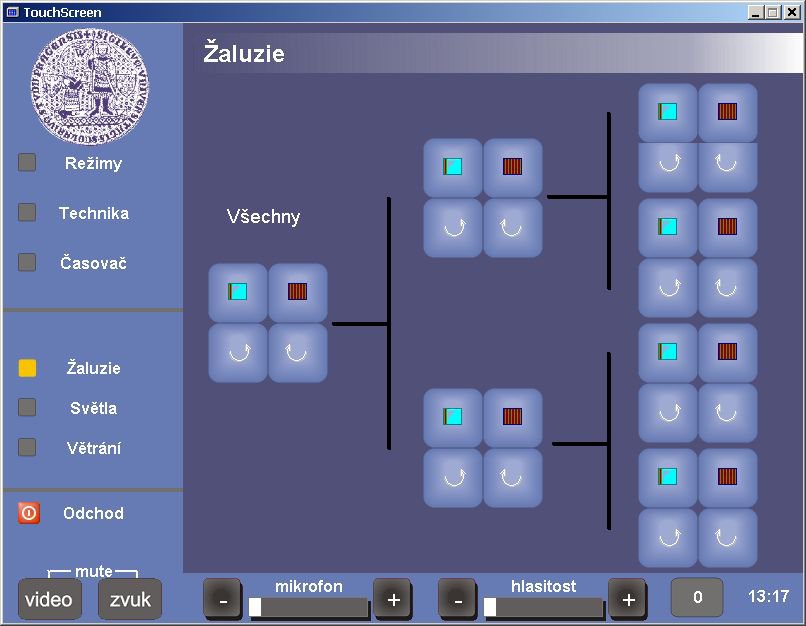 TouchScreen
Žaluzie
Režimy
Technika
Časovač
Všechny
Žaluzie
Světla
Větrání
Odchod
mute
video
zvuk
-
mikrofon
+
-
hlasitost
+
0
13:17